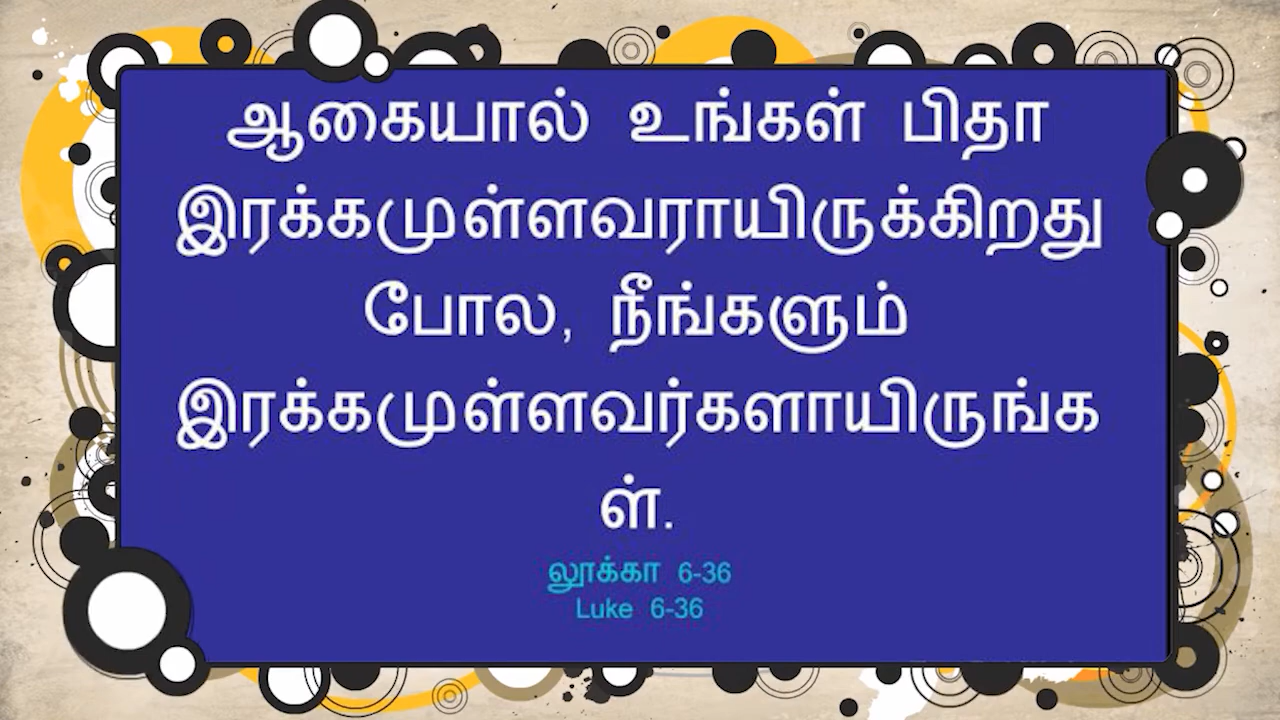 ஆகையால் உங்கள் பிதா
இரக்கமுள்ளவராயிருக்கிறது
போல, நீங்களும்
இரக்கமுள்ளவர்களாயிருங்க
ள்.
லூக்கா 6-36
Luke 6-36